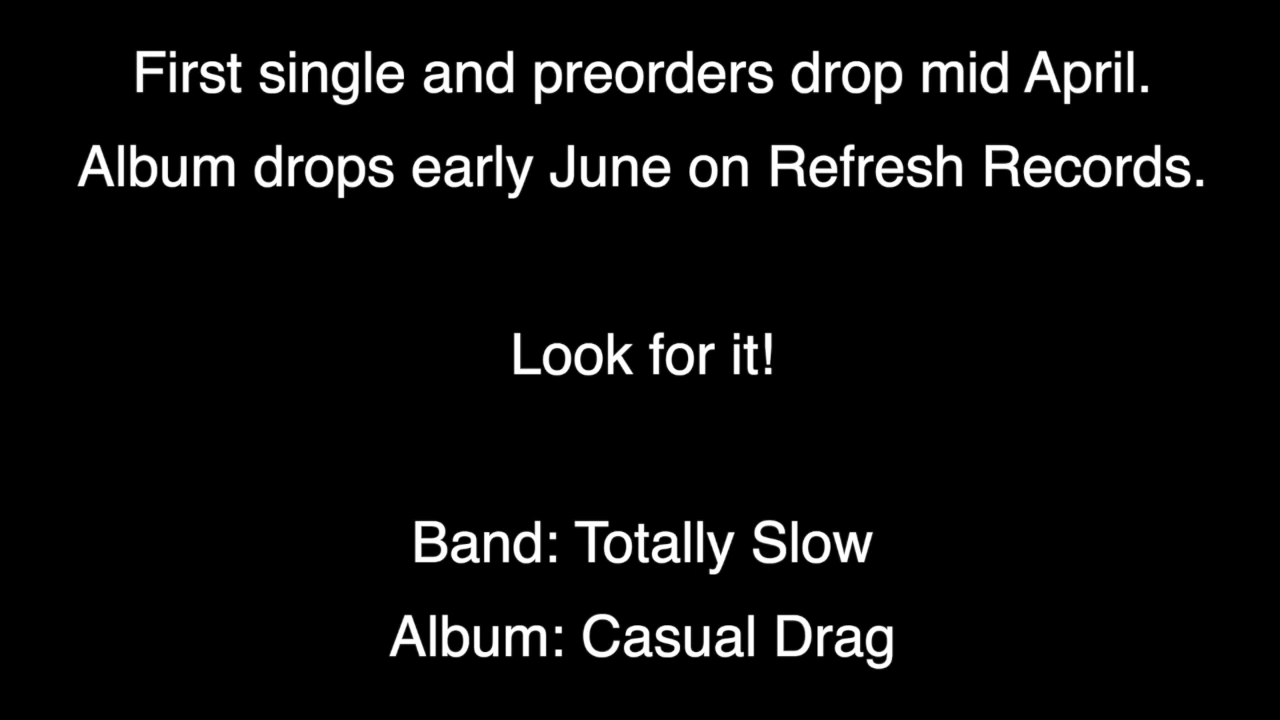 First single and preorders drop mid April.
Album drops early June on Refresh Records.
Look for it!
Band: Totally Slow
Album: Casual Drag